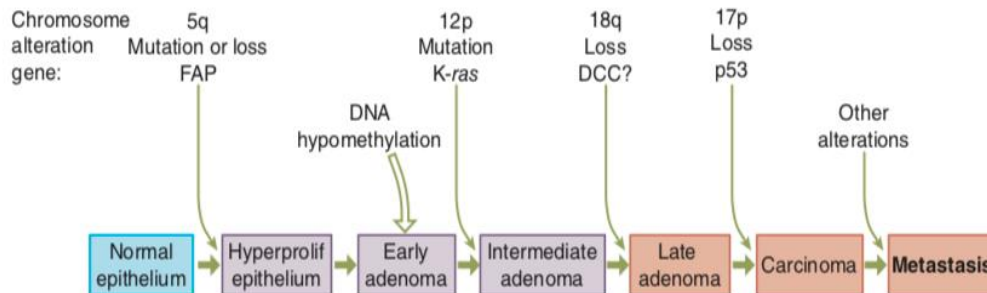 Chromosome
alteration
gene:
5q
Mutation or loss
FAP
12p
Mutation
K-ras
18q
Loss
DCC?
17p
Loss
p53
DNA
hypomethylation
Other
alterations
Normal
epithelium
Hyperprolif
epithelium
Early
adenoma
Intermediate
adenoma
Late
adenoma
Carcinoma
Metastasis